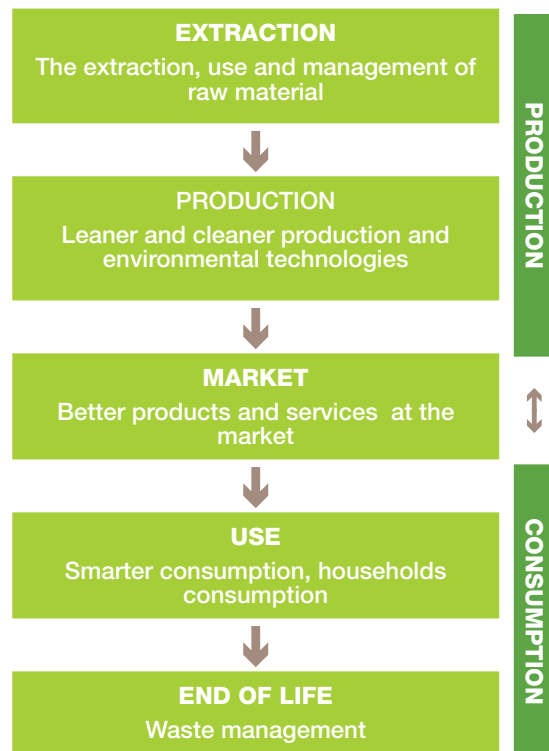 EXTRACTION
The extraction, use and management of
raw material
PRODUCTION
Leaner and cleaner production and
environmental technologies
MARKET
Better products and services at the
market
USE
Smarter consumption, households
consumption
END OF LIFE
Waste management
PRODUCTION
CONSUMPTION